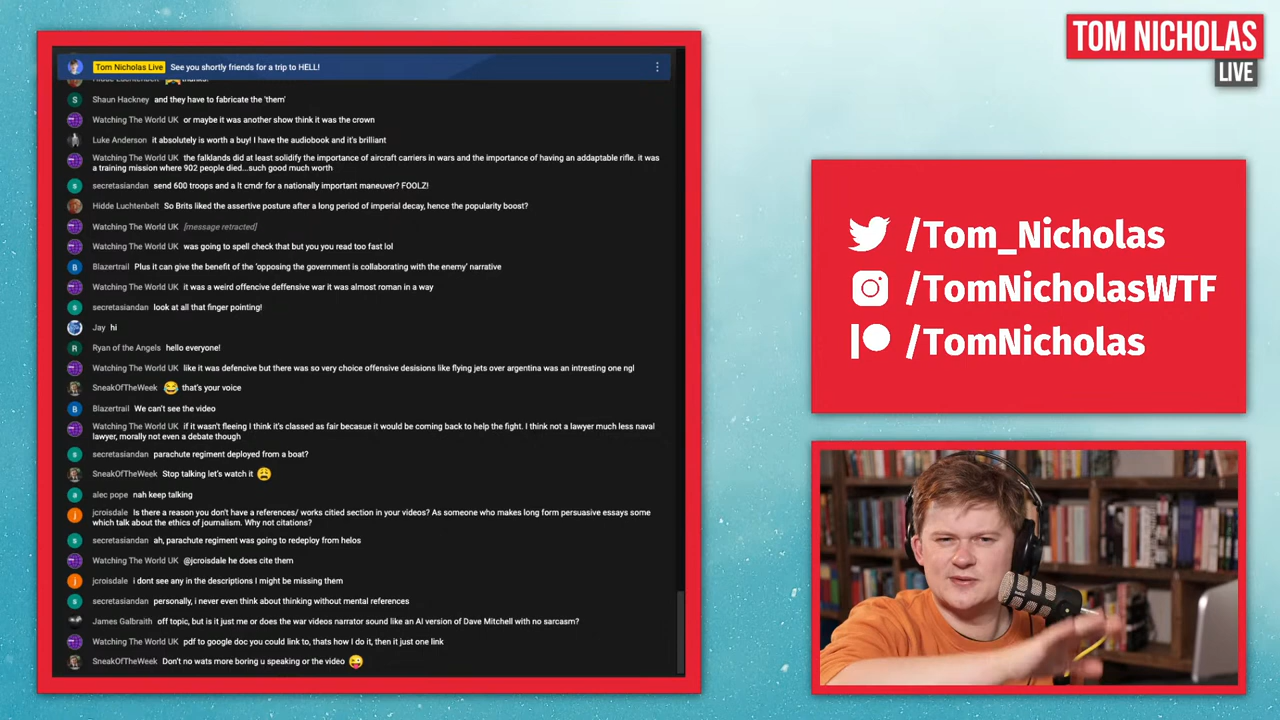 TOM NICHOLAS
LIVE
Tom Nicholas Live See you shortly friends for a trip to HELL!
Shaun Hackney and they have to fabricate the 'them'
Watching The World UK or maybe it was another show think it was the crown
Luke Anderson it absolutely is worth a buy! I have the audiobook and it's brilliant
Watching The World UK the falklands did at least solidify the importance of aircraft carriers in wars and the importance of having an addaptable rifle. it was
a training mission where 902 people died...such good much worth
secretasiandan send 600 troops and a lt cmdr for a nationally important maneuver? FOOLZ!
Hidde Luchtenbelt So Brits liked the assertive posture after a long period of imperial decay, hence the popularity boost?
Watching The World UK [message retracted]
Watching The World UK was going to spell check that but you you read too fast lol
Blazertrail Plus it can give the benefit of the 'opposing the government is collaborating with the enemy' narrative
Watching The World UK it was a weird offencive deffensive war it was almost roman in a way
secretasiandan look at all that finger pointing!
Jay hi
Ryan of the Angels hello everyone!
Watching The World UK like it was defencive but there was so very choice offensive desisions like flying jets over argentina was an intresting one ngl
SneakOfTheWeek 😂 that's your voice
Blazertrail We can't see the video
Watching The World UK if it wasn't fleeing I think it's classed as fair becasue it would be coming back to help the fight. I think not a lawyer much less naval
lawyer, morally not even a debate though
secretasiandan parachute regiment deployed from a boat?
SneakOfTheWeek Stop talking let's watch it 😩
alec pope nah keep talking
jcroisdale Is there a reason you don't have a references/ works citied section in your videos? As someone who makes long form persuasive essays some
which talk about the ethics of journalism. Why not citations?
secretasiandan ah, parachute regiment was going to redeploy from helos
Watching The World UK @jcroisdale he does cite them
jcroisdale i dont see any in the descriptions I might be missing them
secretasiandan personally, i never even think about thinking without mental references
James Galbraith off topic, but is it just me or does the war videos narrator sound like an AI version of Dave Mitchell with no sarcasm?
Watching The World UK pdf to google doc you could link to, thats how I do it, then it just one link
SneakOfTheWeek Don't no wats more boring u speaking or the video 😜
/Tom_Nicholas
/TomNicholasWTF
/TomNicholas